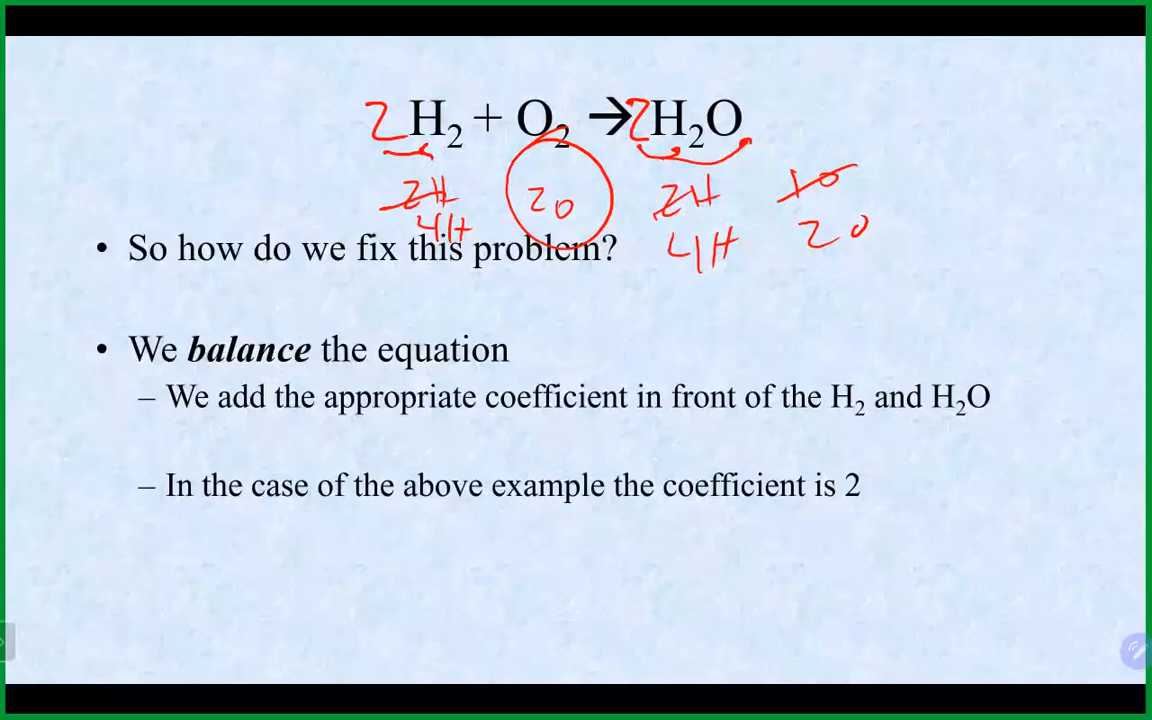 2H₂ + O₂ → 2H₂O
2H 2O 2H 1O
4H 4H 2O
• So how do we fix this problem?
• We balance the equation
– We add the appropriate coefficient in front of the H₂ and H₂O
– In the case of the above example the coefficient is 2